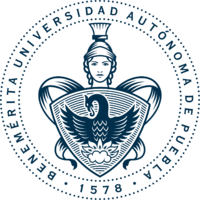 BENEMÉRITA UNIVERSIDAD AUTÓNOMA DE PUEBLA
· 1578 ·